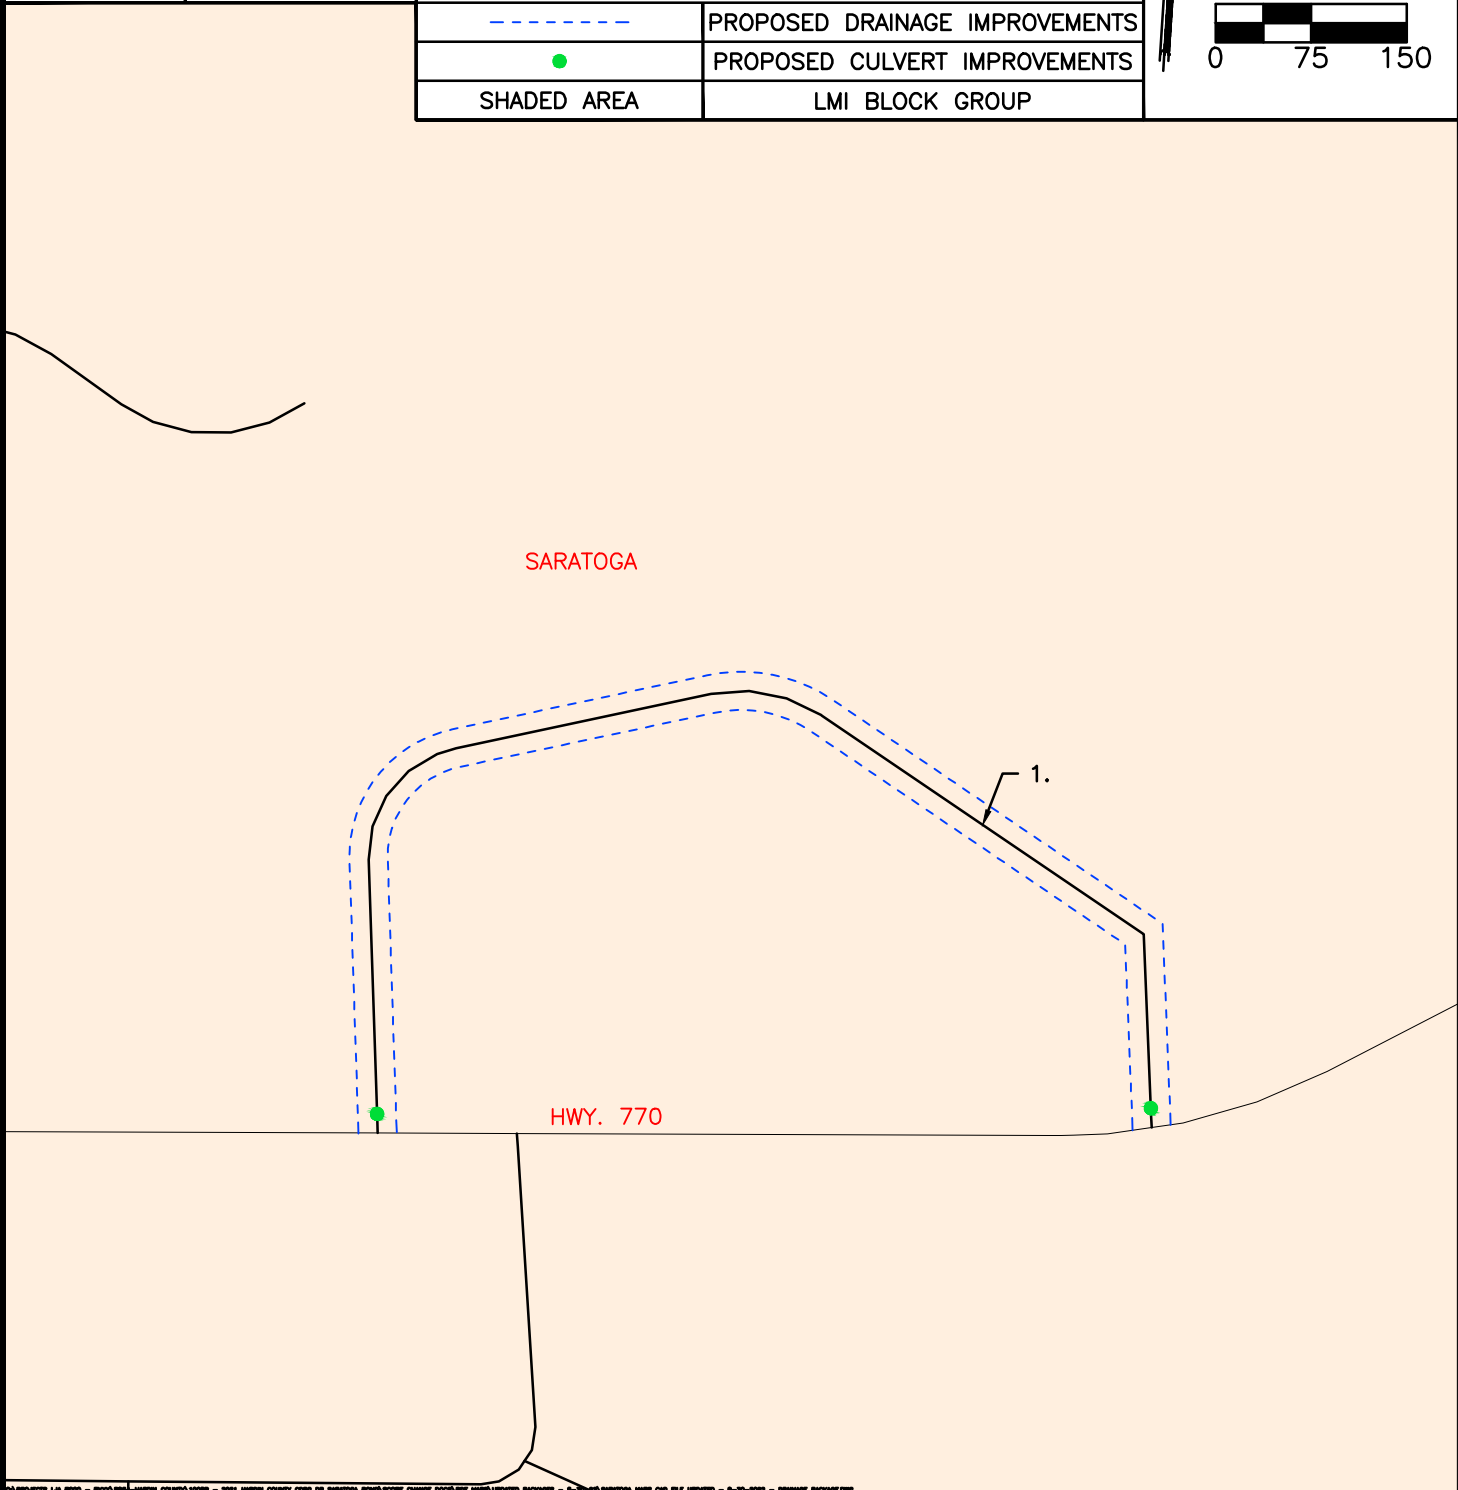 PROPOSED DRAINAGE IMPROVEMENTS
PROPOSED CULVERT IMPROVEMENTS
SHADED AREA LMI BLOCK GROUP
0 75 150
SARATOGA
1.
HWY. 770